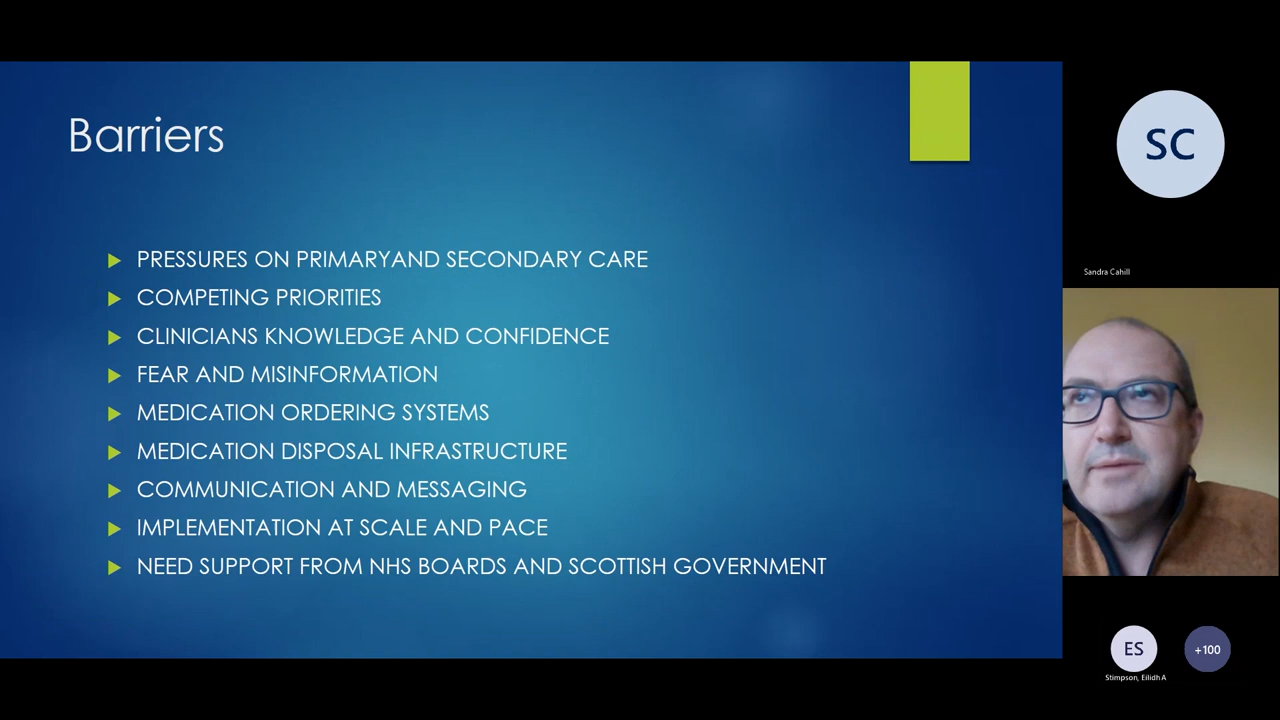 Barriers
PRESSURES ON PRIMARYAND SECONDARY CARE
COMPETING PRIORITIES
CLINICIANS KNOWLEDGE AND CONFIDENCE
FEAR AND MISINFORMATION
MEDICATION ORDERING SYSTEMS
MEDICATION DISPOSAL INFRASTRUCTURE
COMMUNICATION AND MESSAGING
IMPLEMENTATION AT SCALE AND PACE
NEED SUPPORT FROM NHS BOARDS AND SCOTTISH GOVERNMENT
SC
Sandra Cahill
ES
+100
Stimpson, Eilidh A